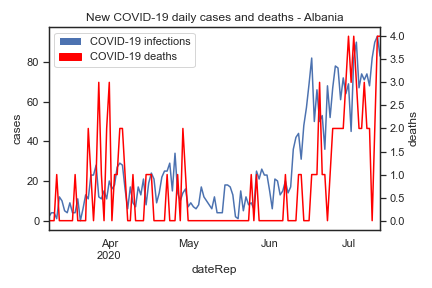 New COVID-19 daily cases and deaths - Albania
COVID-19 infections
COVID-19 deaths
cases
80
60
40
20
0
4.0
3.5
3.0
2.5
2.0
1.5
1.0
0.5
0.0
deaths
Apr
2020
May
Jun
Jul
dateRep